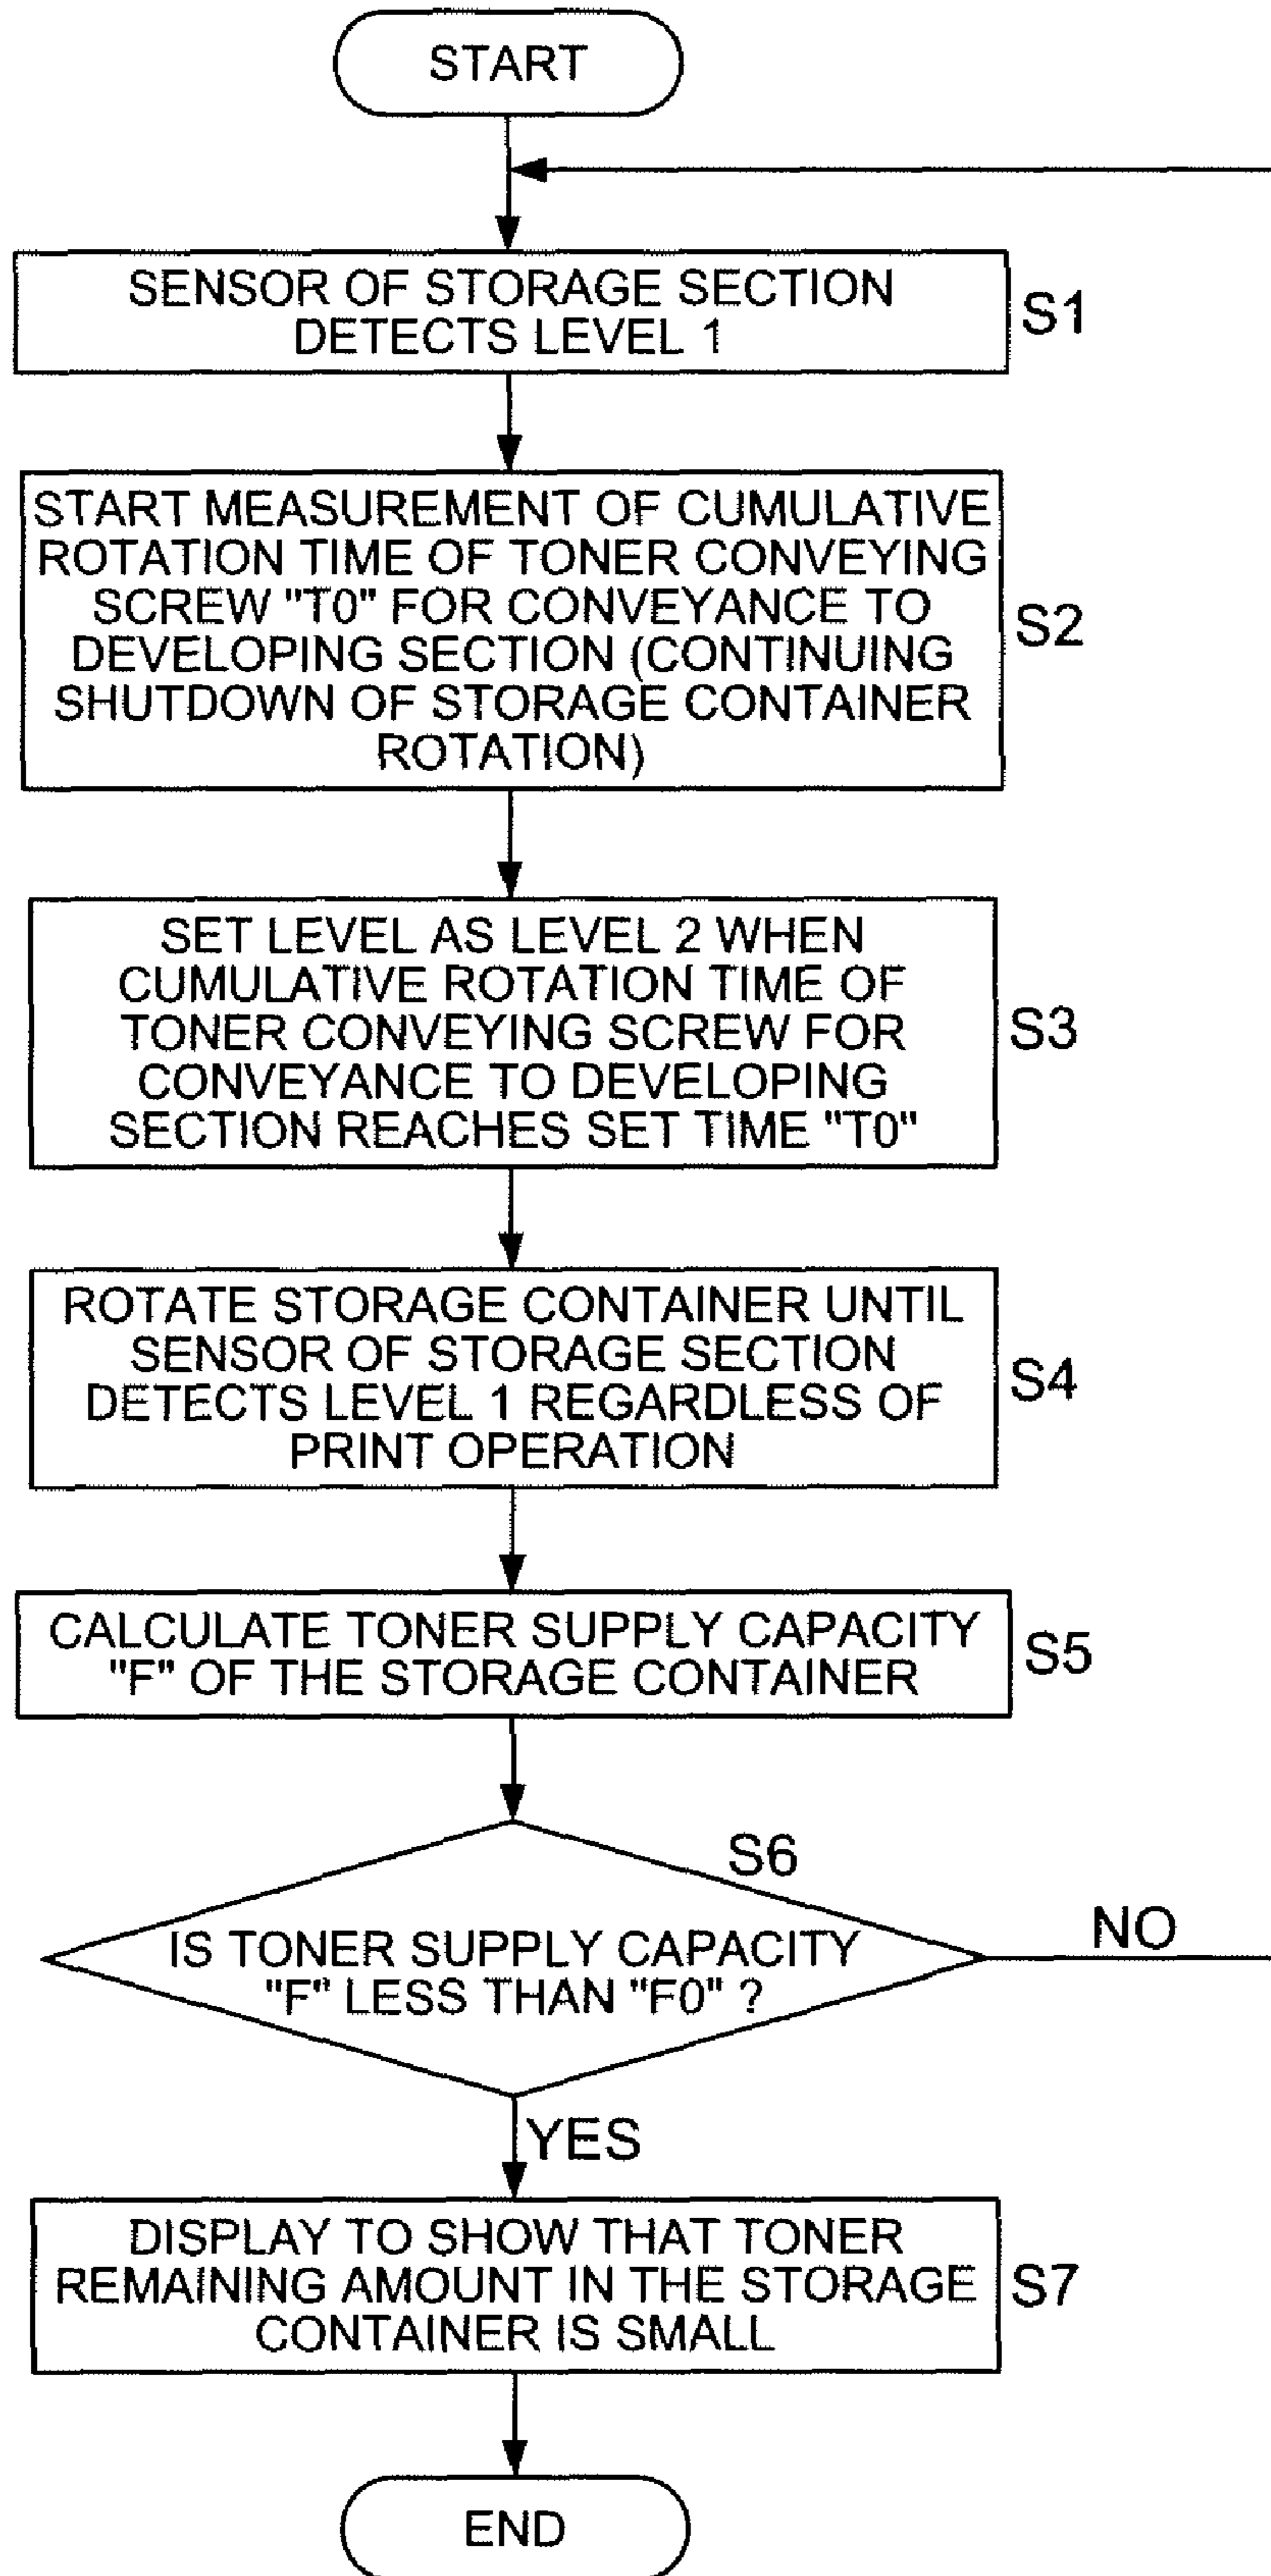 START
SENSOR OF STORAGE SECTION
DETECTS LEVEL 1
S1
START MEASUREMENT OF CUMULATIVE
ROTATION TIME OF TONER CONVEYING
SCREW "T0" FOR CONVEYANCE TO
DEVELOPING SECTION (CONTINUING
SHUTDOWN OF STORAGE CONTAINER
ROTATION)
S2
SET LEVEL AS LEVEL 2 WHEN
CUMULATIVE ROTATION TIME OF
TONER CONVEYING SCREW FOR
CONVEYANCE TO DEVELOPING
SECTION REACHES SET TIME "T0"
S3
ROTATE STORAGE CONTAINER UNTIL
SENSOR OF STORAGE SECTION
DETECTS LEVEL 1 REGARDLESS OF
PRINT OPERATION
S4
CALCULATE TONER SUPPLY CAPACITY
"F" OF THE STORAGE CONTAINER
S5
S6
IS TONER SUPPLY CAPACITY
"F" LESS THAN "F0" ?
NO
YES
DISPLAY TO SHOW THAT TONER
REMAINING AMOUNT IN THE STORAGE
CONTAINER IS SMALL
S7
END